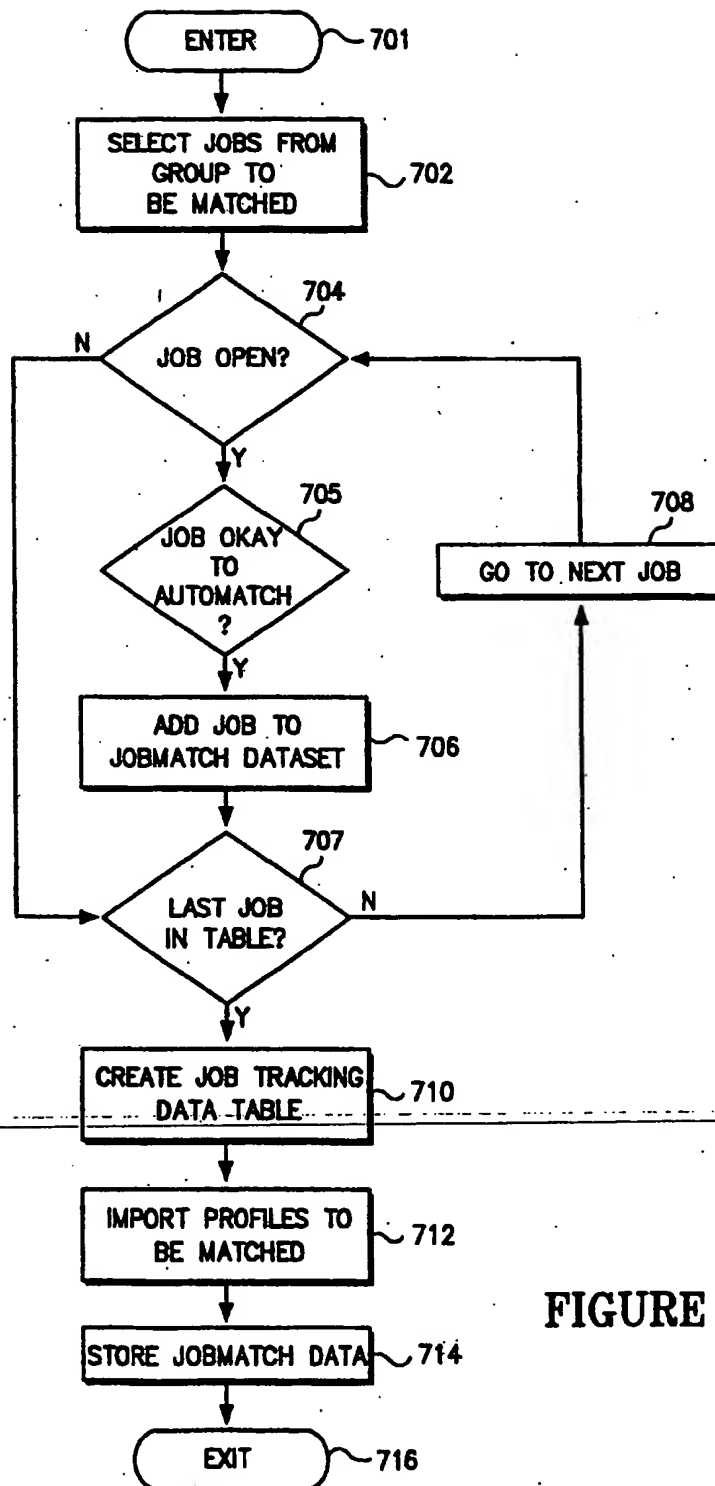 ENTER
701
SELECT JOBS FROM
GROUP TO
BE MATCHED
702
704
N
JOB OPEN?
Y
705
JOB OKAY
TO
AUTOMATCH
?
708
GO TO NEXT JOB
Y
ADD JOB TO
JOBMATCH DATASET
706
707
LAST JOB
IN TABLE?
N
Y
CREATE JOB TRACKING
DATA TABLE
710
IMPORT PROFILES TO
BE MATCHED
712
FIGURE
STORE JOBMATCH DATA
714
EXIT
716